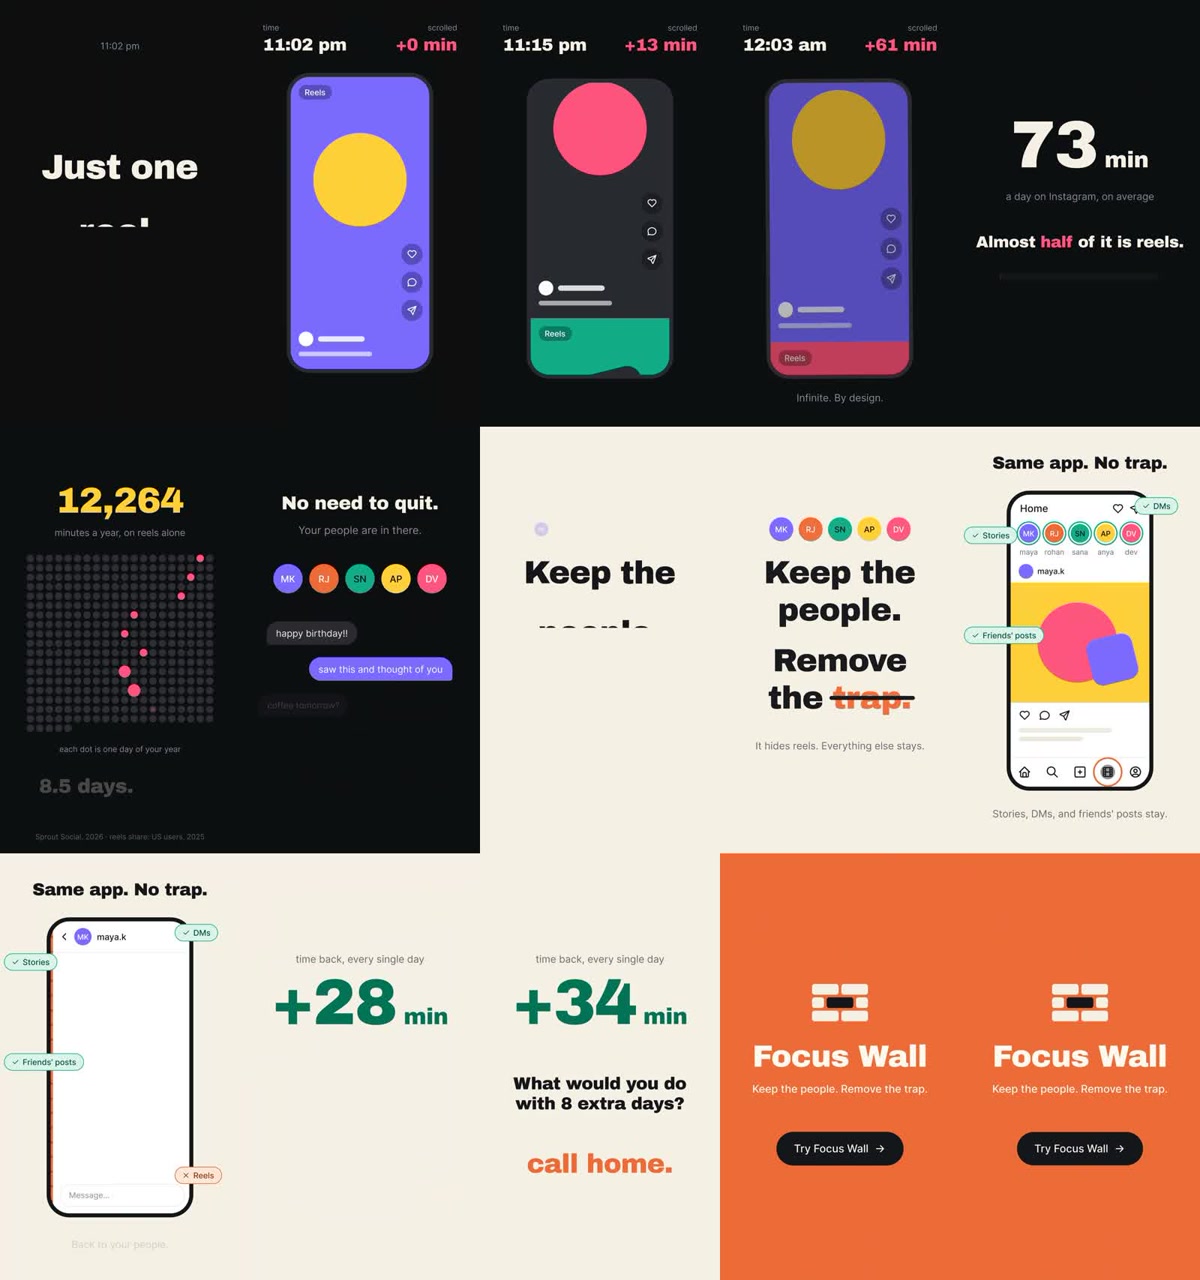 11:02 pm
Just one
reel
time
scrolled
11:02 pm
+0 min
Reels
time
scrolled
11:15 pm
+13 min
Reels
time
scrolled
12:03 am
+61 min
Reels
Infinite. By design.
73 min
a day on Instagram, on average
Almost half of it is reels.
12,264
minutes a year, on reels alone
each dot is one day of your year
8.5 days.
Sprout Social, 2026 · reels share: US users, 2025
No need to quit.
Your people are in there.
MK RJ SN AP DV
happy birthday!!
saw this and thought of you
coffee tomorrow?
Keep the
people
MK RJ SN AP DV
Keep the
people.
Remove
the trap.
It hides reels. Everything else stays.
Same app. No trap.
Home
✓ DMs
✓ Stories
MK RJ SN AP DV
maya rohan sana anya dev
maya.k
✓ Friends' posts
Stories, DMs, and friends' posts stay.
Same app. No trap.
MK maya.k
✓ DMs
✓ Stories
✓ Friends' posts
× Reels
Message...
Back to your people.
time back, every single day
+28 min
time back, every single day
+34 min
What would you do
with 8 extra days?
call home.
Focus Wall
Keep the people. Remove the trap.
Try Focus Wall →
Focus Wall
Keep the people. Remove the trap.
Try Focus Wall →